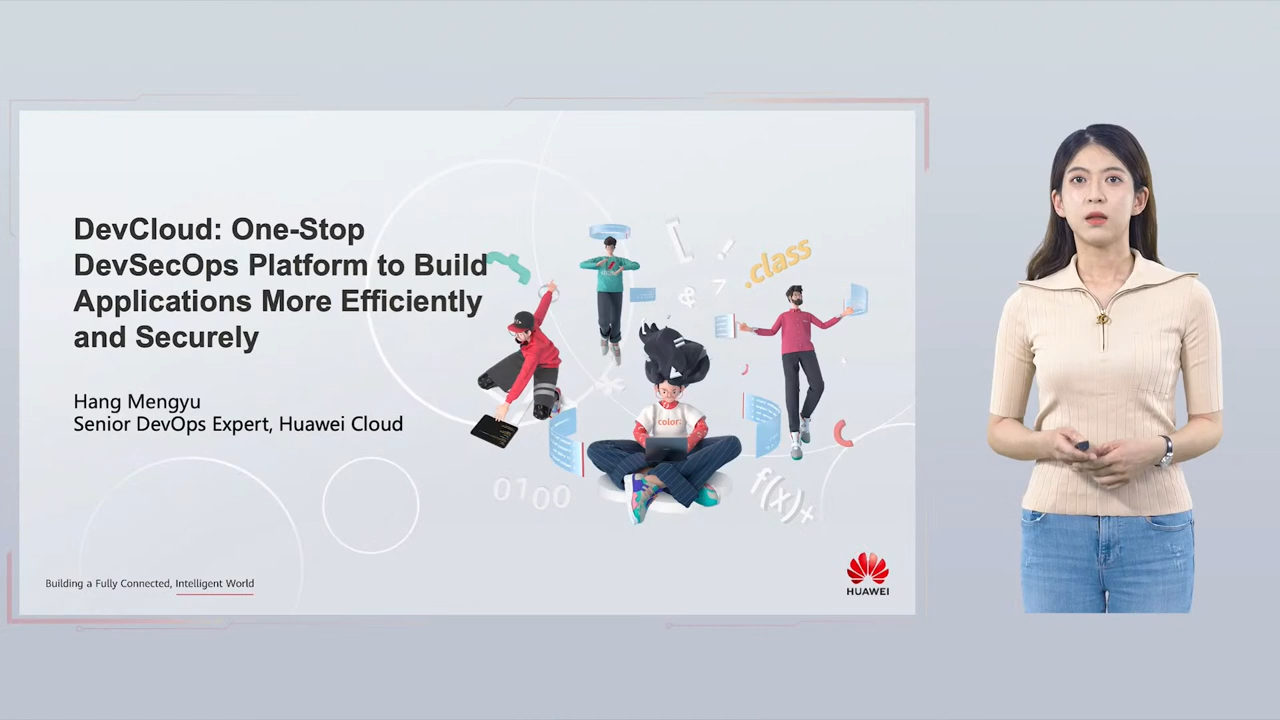 DevCloud: One-Stop
DevSecOps Platform to Build
Applications More Efficiently
and Securely
Hang Mengyu
Senior DevOps Expert, Huawei Cloud
.class
[
&
color:
0100
f(x)+
Building a Fully Connected, Intelligent World
HUAWEI